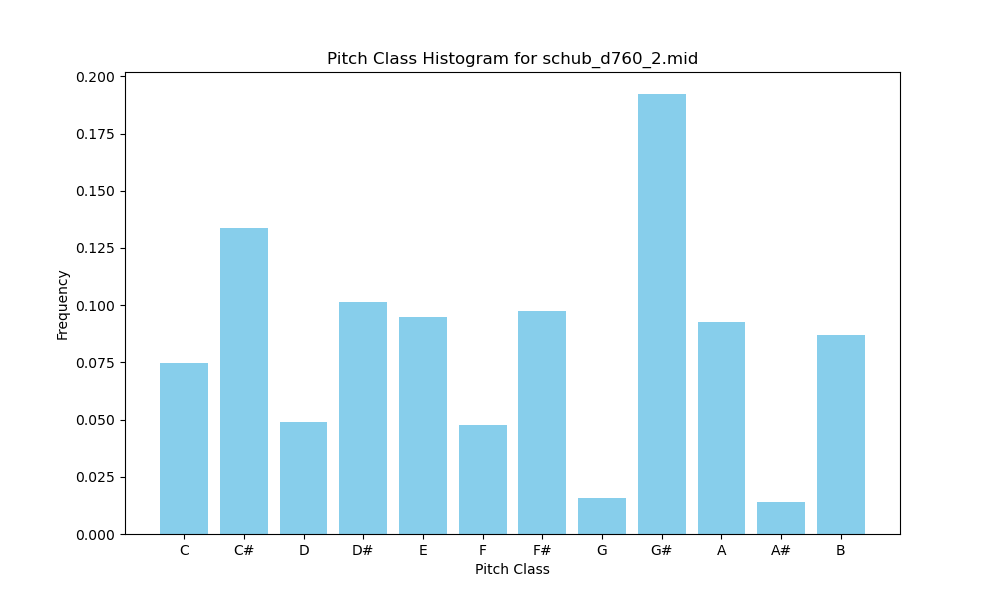 Pitch Class Histogram for schub_d760_2.mid
Frequency
0.200
0.175
0.150
0.125
0.100
0.075
0.050
0.025
0.000
C C# D D# E F F# G G# A A# B
Pitch Class